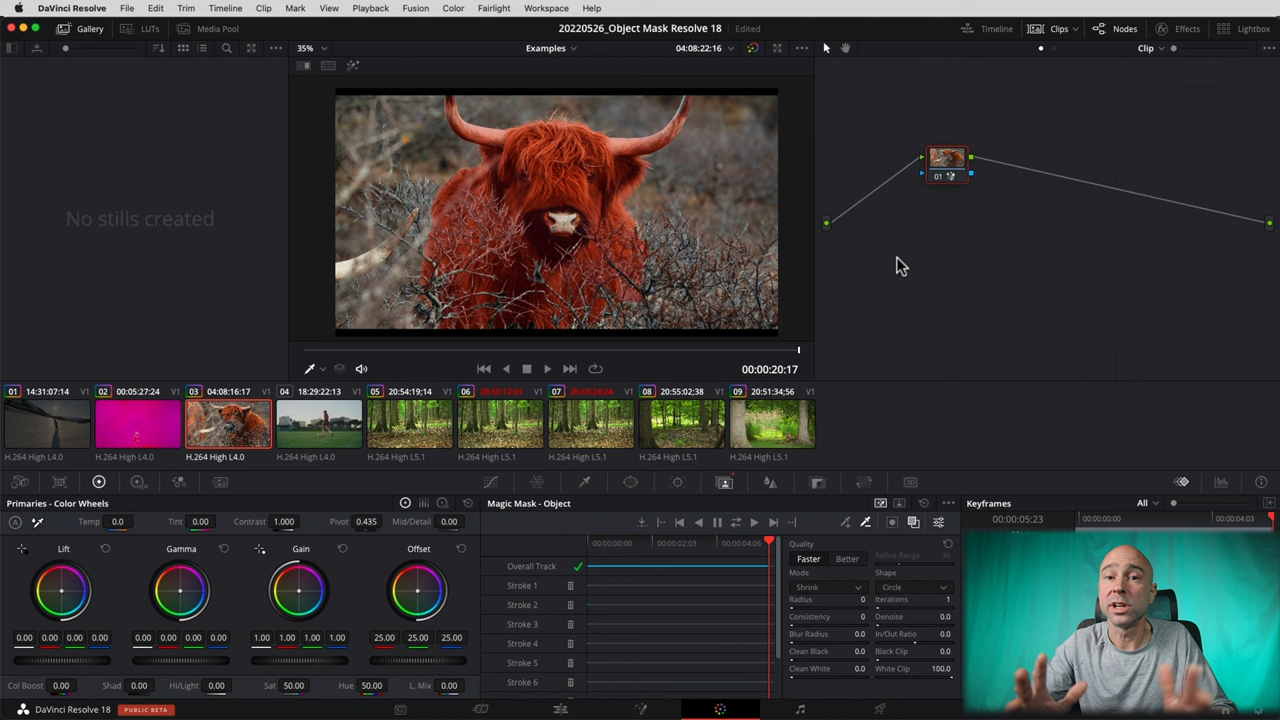 DaVinci Resolve File Edit Trim Timeline Clip Mark View Playback Fusion Color Fairlight Workspace Help
Gallery LUTs Media Pool 20220526_Object Mask Resolve 18 Edited Timeline Clips Nodes Effects Lightbox
35% Examples 04:08:22:16 Clip
No stills created
01
00:00:20:17
01 14:31:07:14 V1 02 00:05:27:24 V1 03 04:08:16:17 V1 04 18:29:22:13 V1 05 20:54:19;14 V1 06 V1 07 V1 08 20:55:02;38 V1 09 20:51:34;56 V1
H.264 High L4.0 H.264 High L4.0 H.264 High L4.0 H.264 High L4.0 H.264 High L5.1 H.264 High L5.1 H.264 High L5.1 H.264 High L5.1 H.264 High L5.1
Primaries - Color Wheels Magic Mask - Object Keyframes All
Temp 0.0 Tint 0.00 Contrast 1.000 Pivot 0.435 Mid/Detail 0.00
00:00:05:23 00:00:00:00 00:00:04:03
Lift Gamma Gain Offset
00:00:00:00 00:00:02:03 00:00:04:06
Quality
Faster Better Refine Range 30
Overall Track
Mode Shape
Stroke 1
Shrink Circle
Stroke 2
Radius 0 Iterations 1
Stroke 3
Consistency 0.0 Denoise 0.0
0.00 0.00 0.00 0.00 0.00 0.00 0.00 0.00 1.00 1.00 1.00 1.00 25.00 25.00 25.00
Blur Radius 0.0 In/Out Ratio 0.0
Stroke 4
Clean Black 0.0 Black Clip 0.0
Stroke 5
Clean White 0.0 White Clip 100.0
Stroke 6
Col Boost 0.00 Shad 0.00 Hi/Light 0.00 Sat 50.00 Hue 50.00 L. Mix 0.00
DaVinci Resolve 18 PUBLIC BETA